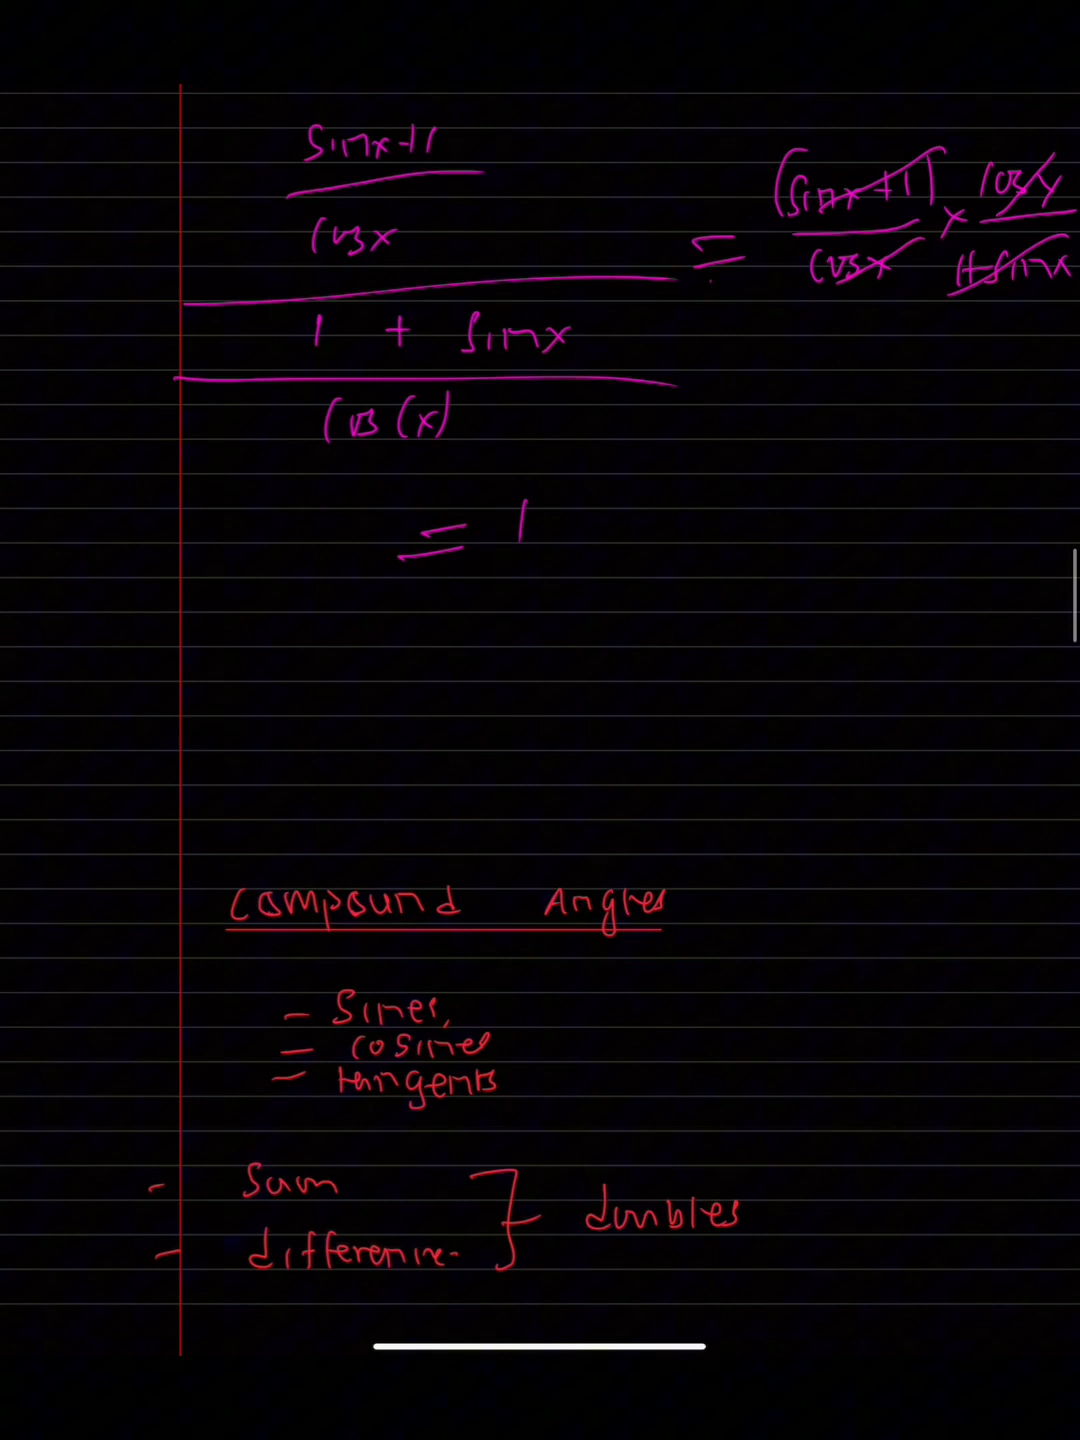 sinx+1
cosx
= (sinx+1) × cosx
cosx 1+sinx
1 + sinx
cos(x)
= 1
Compound Angles
- Sines,
- cosines
- tangents
- Sum
- difference. } doubles